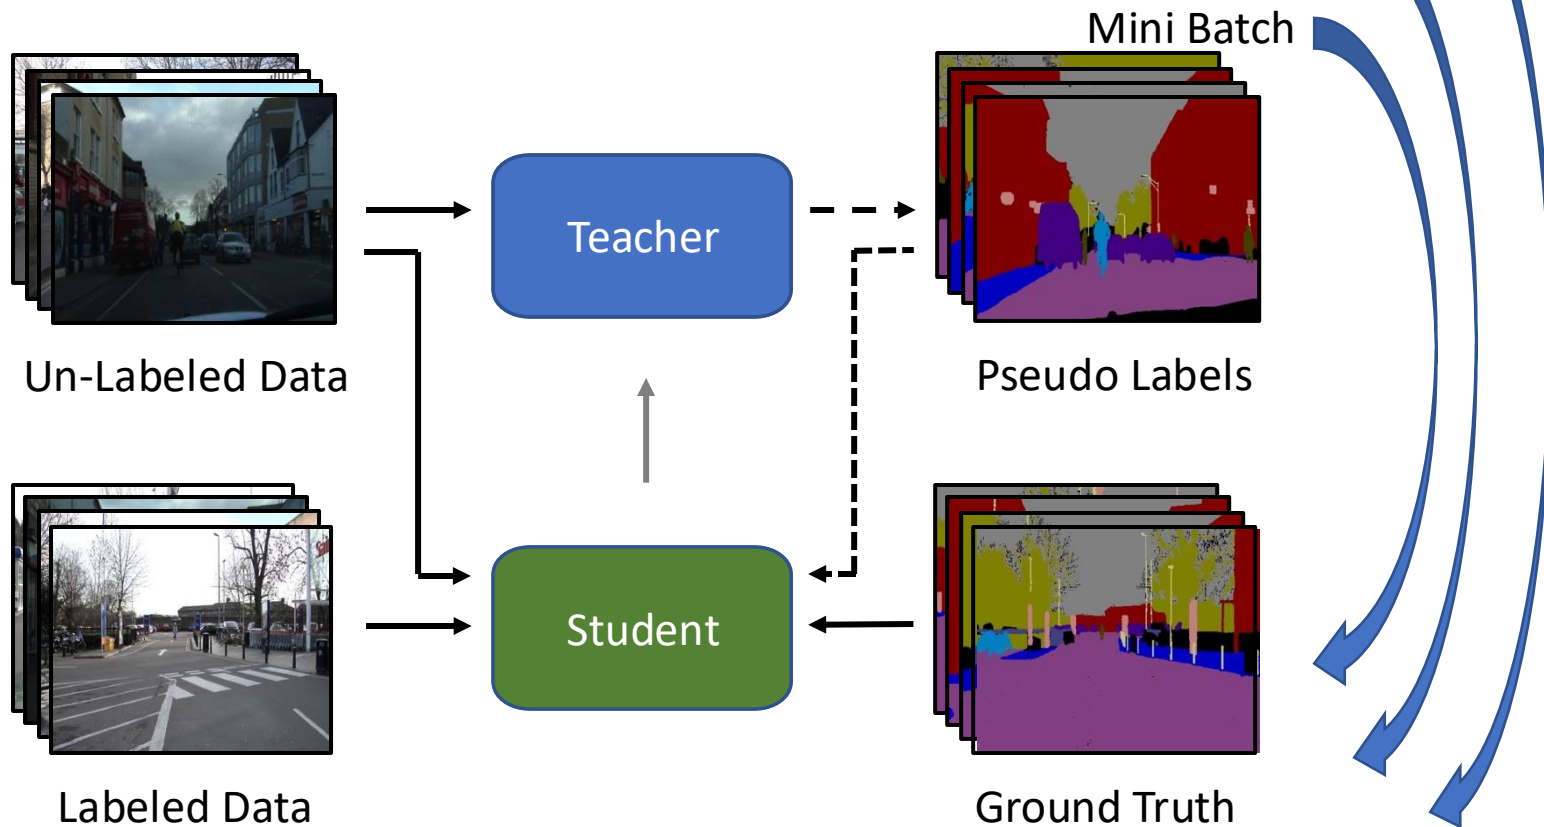 Mini Batch
Teacher
Un-Labeled Data
Pseudo Labels
Student
Labeled Data
Ground Truth